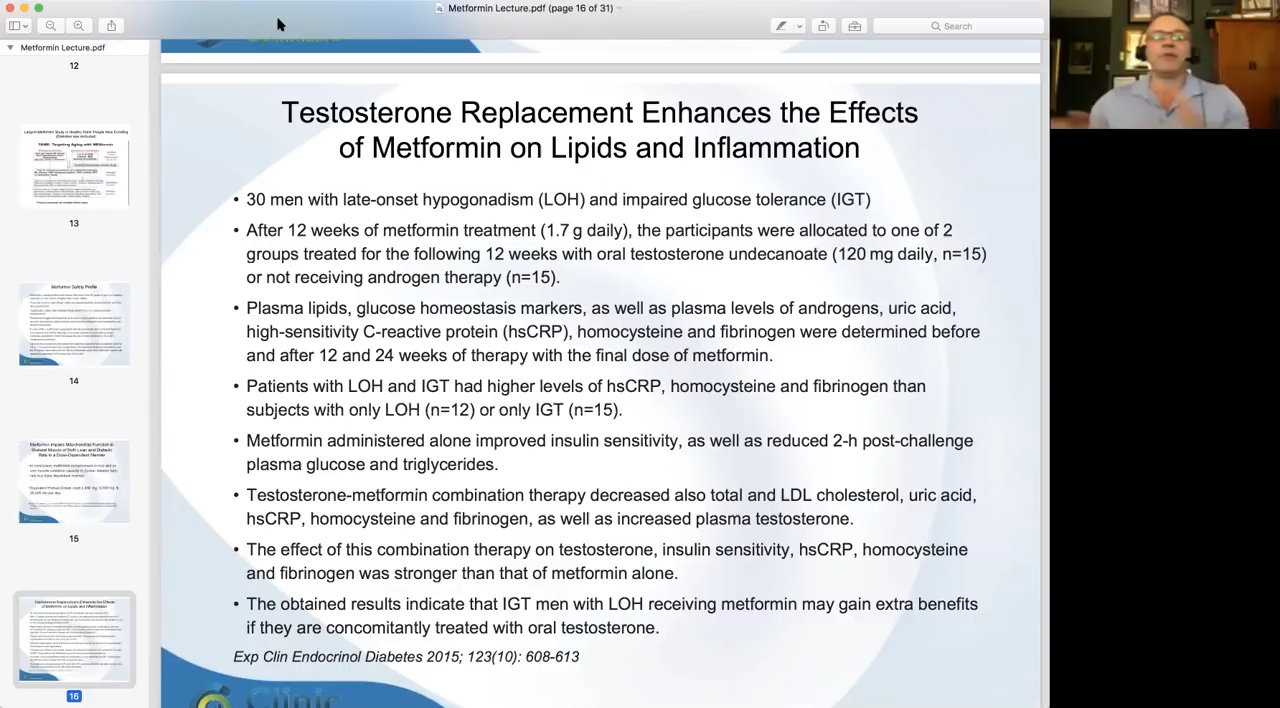 Metformin Lecture.pdf (page 16 of 31)
Search
Metformin Lecture.pdf
12
13
Metformin Safety Profile
14
15
16
Testosterone Repacement Enhances the Effects
of Metformin on Lipios and Inflammation
• 30 men with late-onset hypogonadism (LOH) and impaired glucose tolerance (IGT)
• After 12 weeks of metformin treatment (1.7 g daily), the participants were allocated to one of 2
groups treated for the following 12 weeks with oral testosterone undecanoate (120 mg daily, n=15)
or not receiving androgen therapy (n=15).
• Plasma lipids, glucose homeostasis markers, as well as plasma levels of androgens, uric acid,
high-sensitivity C-reactive protein (hsCRP), homocysteine and fibrinogen were determined before
and after 12 and 24 weeks of therapy with the final dose of metformin.
• Patients with LOH and IGT had higher levels of hsCRP, homocysteine and fibrinogen than
subjects with only LOH (n=12) or only IGT (n=15).
• Metformin administered alone improved insulin sensitivity, as well as reduced 2-h post-challenge
plasma glucose and triglycerides.
• Testosterone-metformin combination therapy decreased also total and LDL cholesterol, uric acid,
hsCRP, homocysteine and fibrinogen, as well as increased plasma testosterone.
• The effect of this combination therapy on testosterone, insulin sensitivity, hsCRP, homocysteine
and fibrinogen was stronger than that of metformin alone.
• The obtained results indicate that IGT men with LOH receiving metformin may gain extra benefits
if they are concomitantly treated with oral testosterone.
Exp Clin Endocrinol Diabetes 2015; 608-613
Clinic